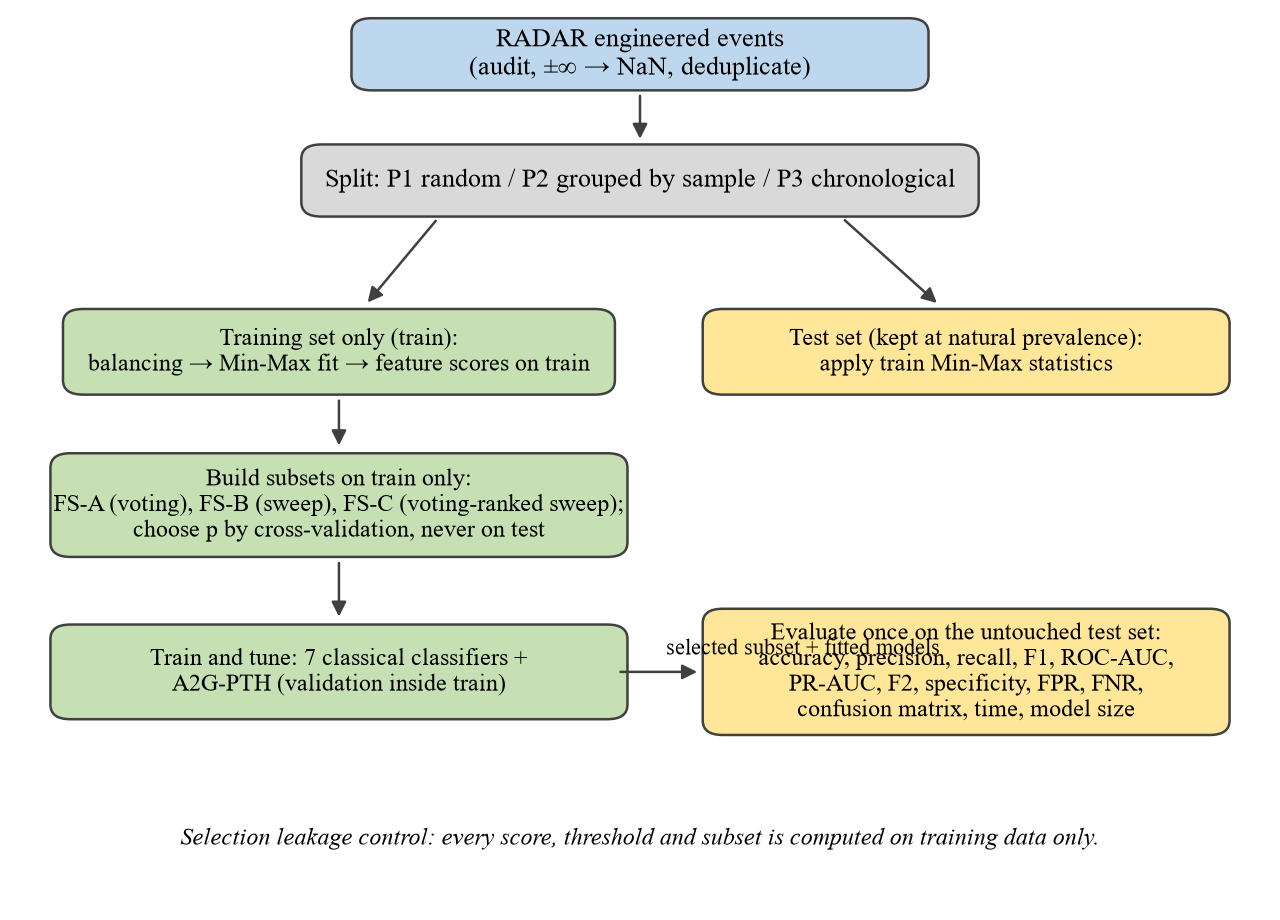 RADAR engineered events
(audit, ±∞ → NaN, deduplicate)
Split: P1 random / P2 grouped by sample / P3 chronological
Training set only (train):
balancing → Min-Max fit → feature scores on train
Test set (kept at natural prevalence):
apply train Min-Max statistics
Build subsets on train only:
FS-A (voting), FS-B (sweep), FS-C (voting-ranked sweep);
choose p by cross-validation, never on test
Train and tune: 7 classical classifiers +
A2G-PTH (validation inside train)
selected subset + fitted models
Evaluate once on the untouched test set:
accuracy, precision, recall, F1, ROC-AUC,
PR-AUC, F2, specificity, FPR, FNR,
confusion matrix, time, model size
Selection leakage control: every score, threshold and subset is computed on training data only.